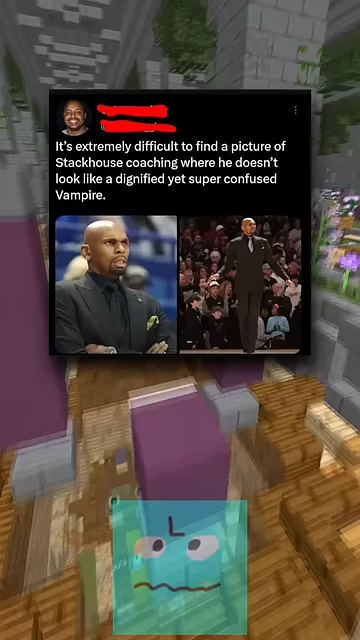 It's extremely difficult to find a picture of
Stackhouse coaching where he doesn't
look like a dignified yet super confused
Vampire.